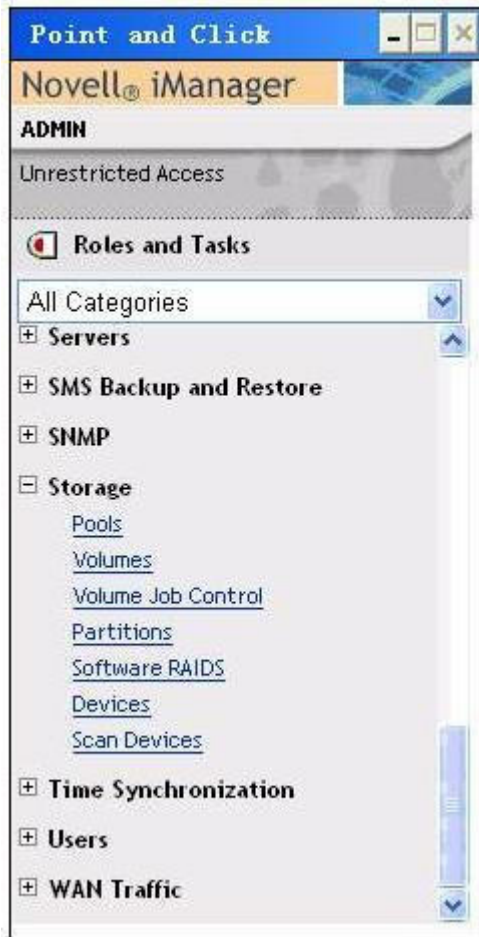 Point and Click
Novell® iManager
ADMIN
Unrestricted Access
Roles and Tasks
All Categories
Servers
SMS Backup and Restore
SNMP
Storage
Pools
Volumes
Volume Job Control
Partitions
Software RAIDS
Devices
Scan Devices
Time Synchronization
Users
WAN Traffic